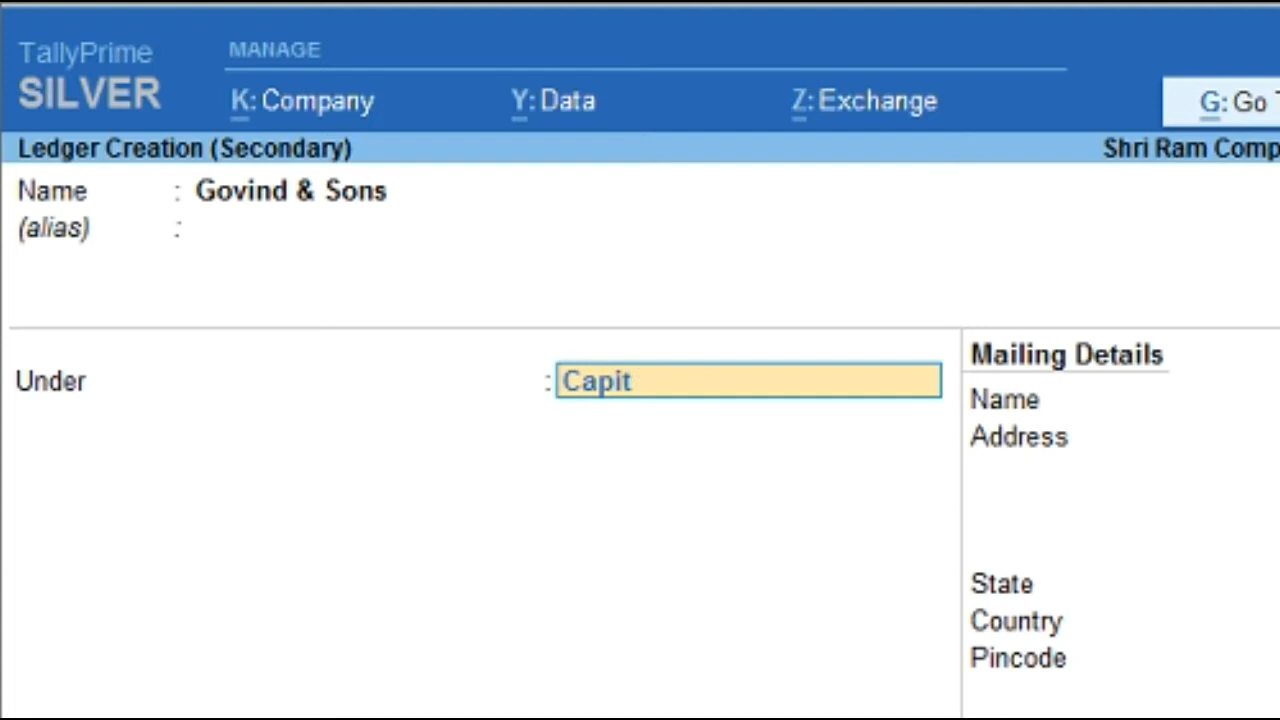 TallyPrime
SILVER
MANAGE
K: Company
Y: Data
Z: Exchange
G: Go T
Ledger Creation (Secondary)
Shri Ram Comp
Name : Govind & Sons
(alias) :
Under : Capit
Mailing Details
Name
Address
State
Country
Pincode